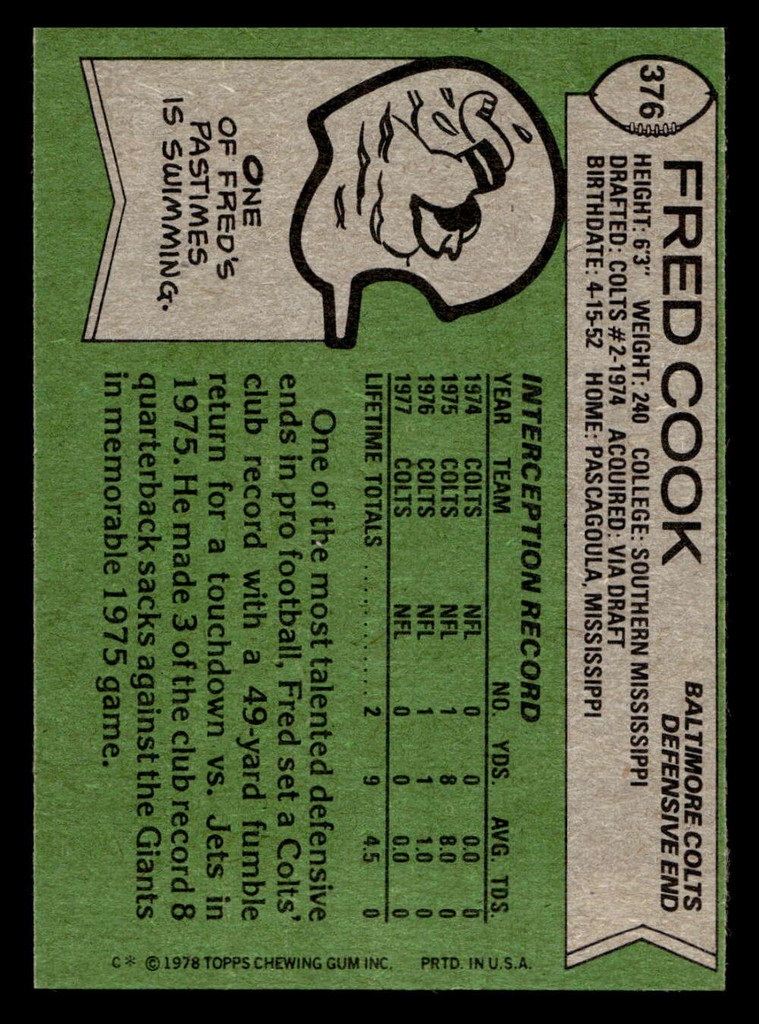 376
FRED COOK
BALTIMORE COLTS
DEFENSIVE END
HEIGHT: 6'3" WEIGHT: 240 COLLEGE: SOUTHERN MISSISSIPPI
DRAFTED: COLTS #2-1974 ACQUIRED: VIA DRAFT
BIRTHDATE: 4-15-52 HOME: PASCAGOULA, MISSISSIPPI
ONE
OF FRED'S
PASTIMES
IS SWIMMING.
INTERCEPTION RECORD
YEAR TEAM NO. YDS. AVG. TDS.
1974 COLTS NFL 0 0 0.0 0
1975 COLTS NFL 1 8 8.0 0
1976 COLTS NFL 1 1 1.0 0
1977 COLTS NFL 0 0 0.0 0
LIFETIME TOTALS . . . . . . . . . . . 2 9 4.5 0
One of the most talented defensive
ends in pro football, Fred set a Colts'
club record with a 49-yard fumble
return for a touchdown vs. Jets in
1975. He made 3 of the club record 8
quarterback sacks against the Giants
in memorable 1975 game.
C* © 1978 TOPPS CHEWING GUM INC. PRTD. IN U.S.A.